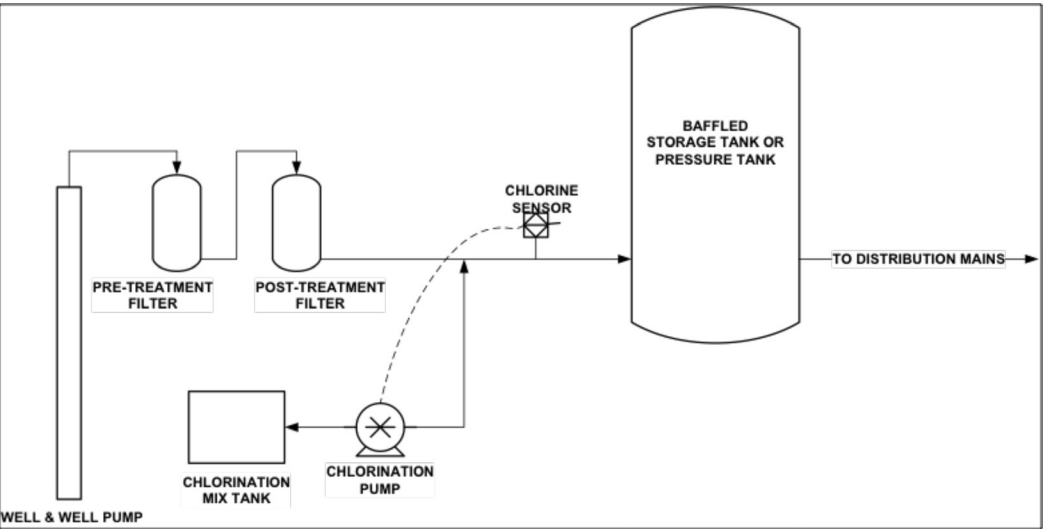 BAFFLED
STORAGE TANK OR
PRESSURE TANK
CHLORINE
SENSOR
TO DISTRIBUTION MAINS
PRE-TREATMENT
FILTER
POST-TREATMENT
FILTER
CHLORINATION
MIX TANK
CHLORINATION
PUMP
WELL & WELL PUMP